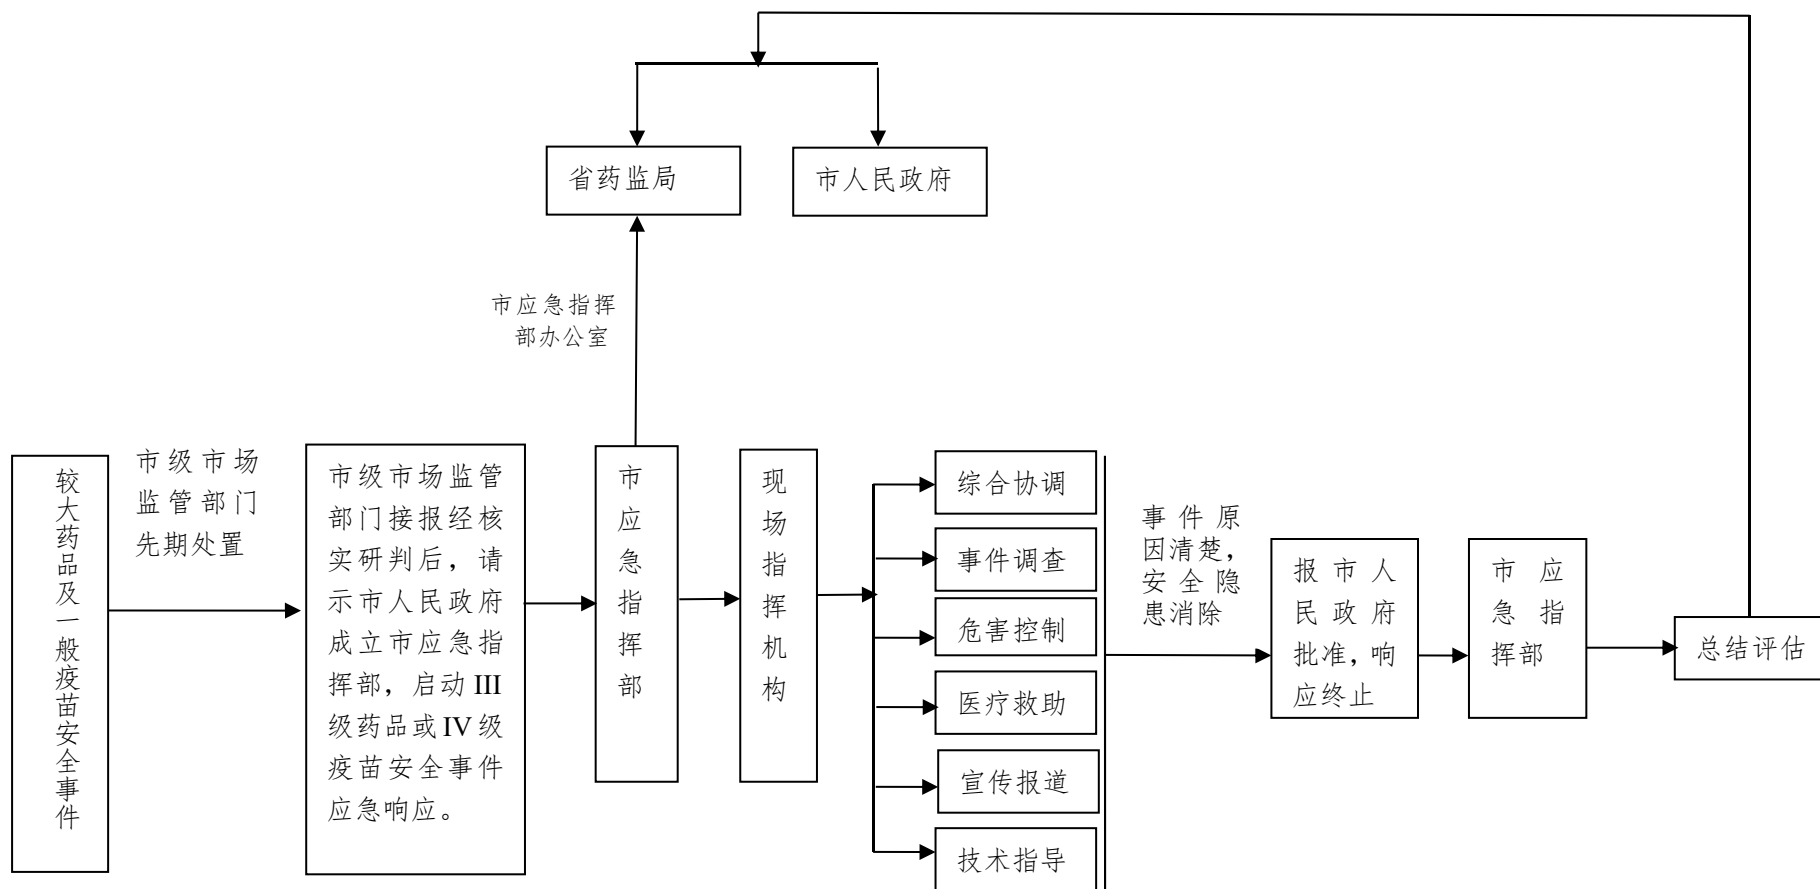 省药监局
市人民政府
市应急指挥
部办公室
较大药品及一般疫苗安全事件
市级市场
监管部门
先期处置
市级市场监管
部门接报经核
实研判后，请
示市人民政府
成立市应急指
挥部，启动 III
级药品或 IV 级
疫苗安全事件
应急响应。
市应急指挥部
现场指挥机构
综合协调
事件调查
危害控制
医疗救助
宣传报道
技术指导
事件原
因清楚，
安全隐
患消除
报市人
民政府
批准，响
应终止
市应
急指
挥部
总结评估